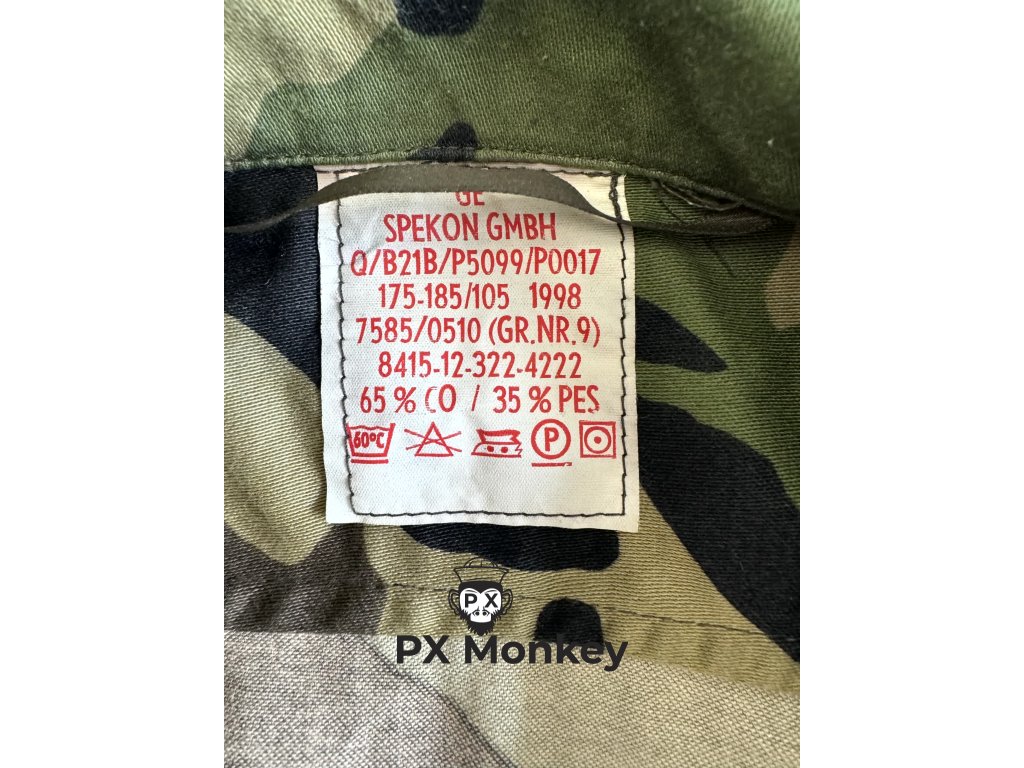 GE
SPEKON GMBH
Q/B21B/P5099/P0017
175-185/105 1998
7585/0510 (GR.NR.9)
8415-12-322-4222
65 % CO / 35 % PES
60°C
P
P X
PX Monkey